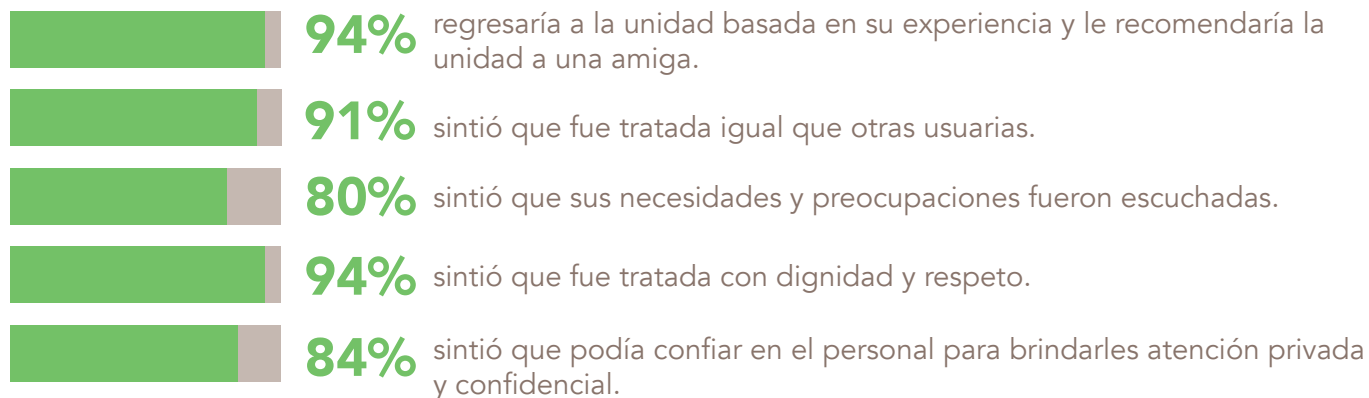 94% regresaría a la unidad basada en su experiencia y le recomendaría la
unidad a una amiga.
91% sintió que fue tratada igual que otras usuarias.
80% sintió que sus necesidades y preocupaciones fueron escuchadas.
94% sintió que fue tratada con dignidad y respeto.
84% sintió que podía confiar en el personal para brindarles atención privada
y confidencial.